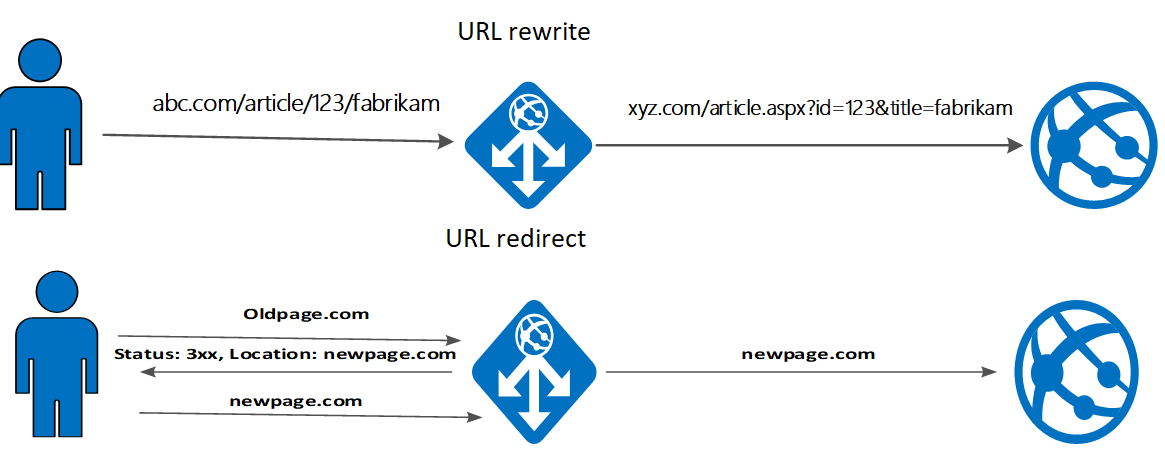 URL rewrite
abc.com/article/123/fabrikam
xyz.com/article.aspx?id=123&title=fabrikam
URL redirect
Oldpage.com
Status: 3xx, Location: newpage.com
newpage.com
newpage.com